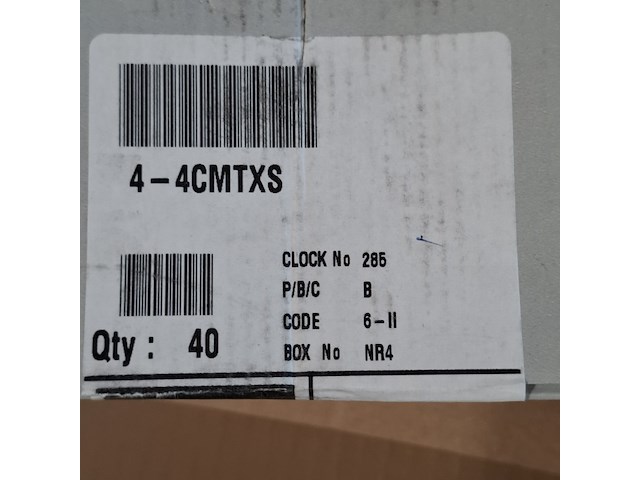 4-4CMTXS
CLOCK No 285
P/B/C B
CODE 6-II
Qty : 40
BOX No NR4